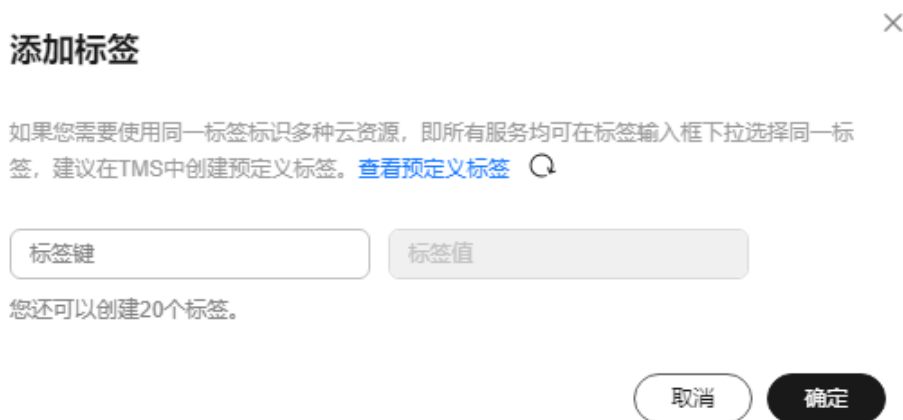 添加标签
如果您需要使用同一标签标识多种云资源，即所有服务均可在标签输入框下拉选择同一标
签，建议在TMS中创建预定义标签。查看预定义标签
标签键 标签值
您还可以创建20个标签。
取消 确定